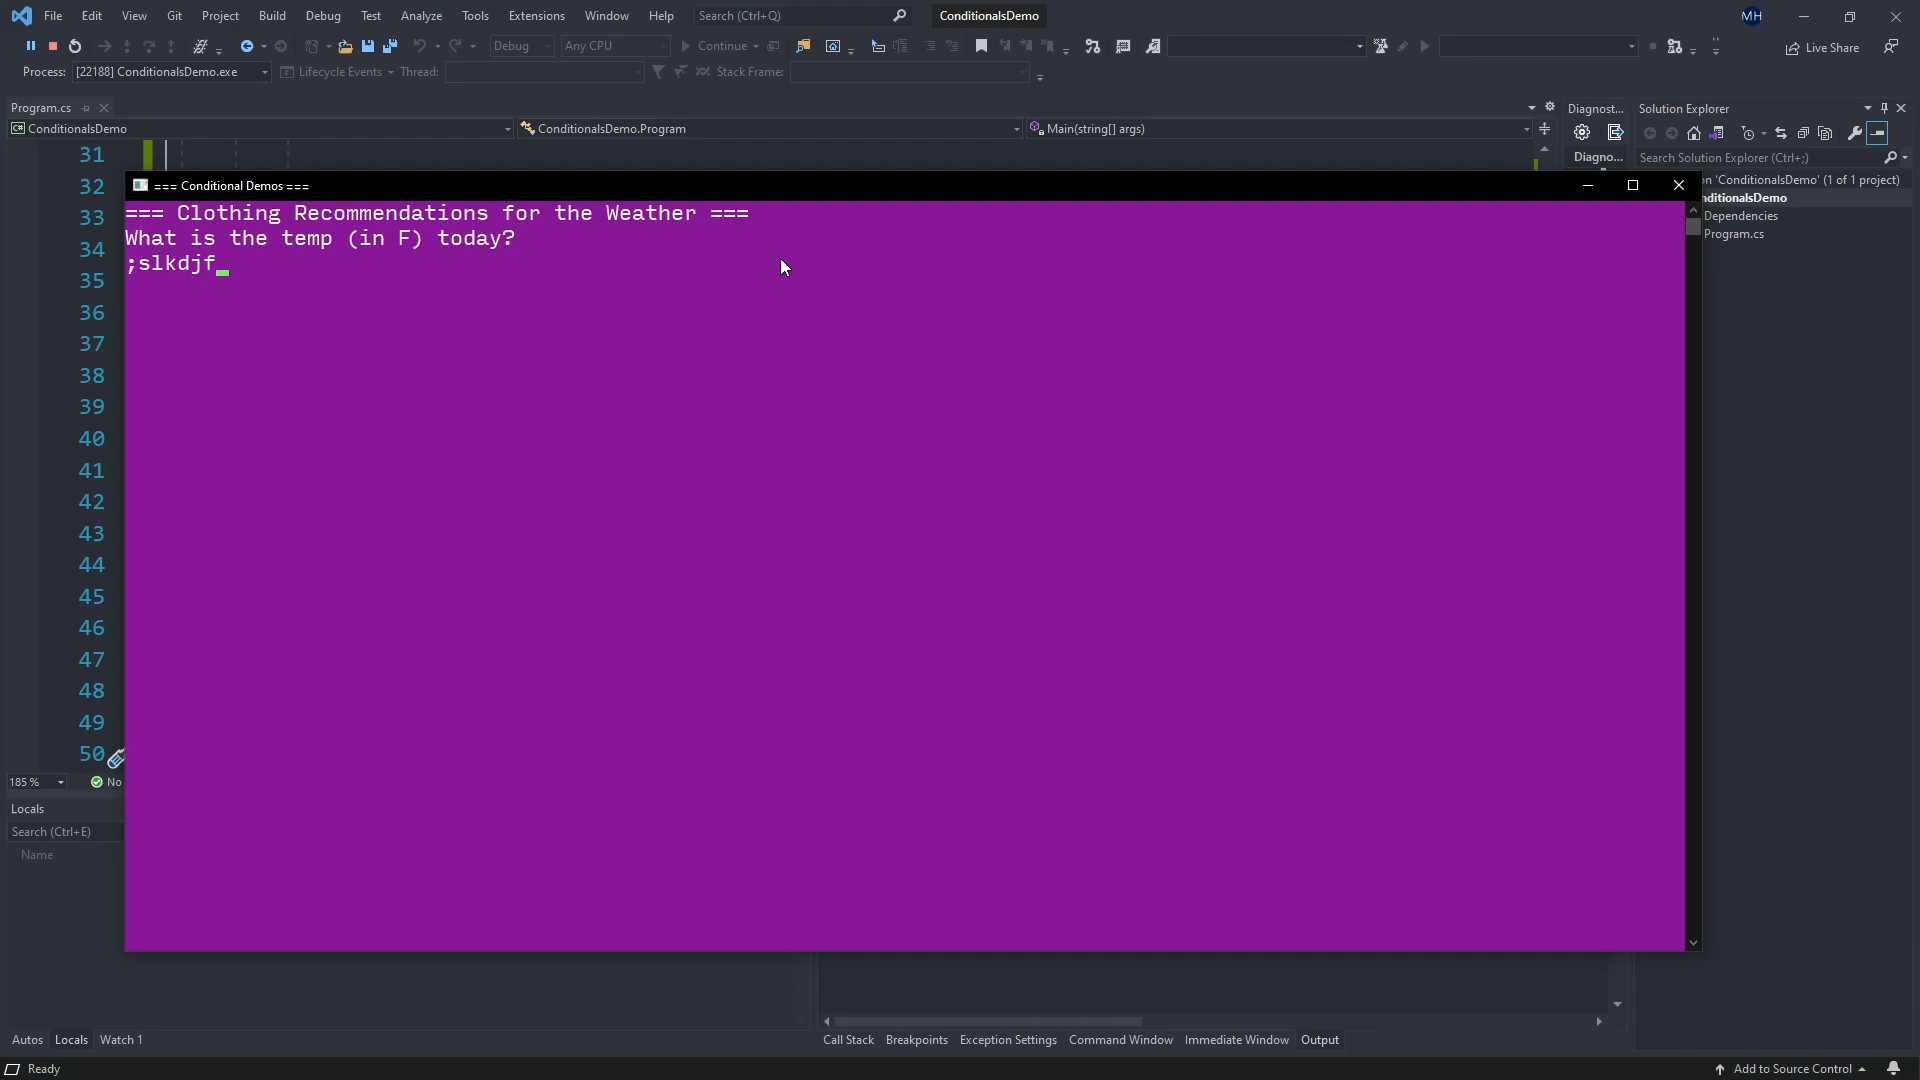 File Edit View Git Project Build Debug Test Analyze Tools Extensions Window Help Search (Ctrl+Q) ConditionalsDemo MH
Debug Any CPU Continue Live Share
Process: [22188] ConditionalsDemo.exe Lifecycle Events Thread: Stack Frame:
Program.cs Diagnost... Solution Explorer
ConditionalsDemo ConditionalsDemo.Program Main(string[] args)
Diagno... Search Solution Explorer (Ctrl+;)
31
n 'ConditionalsDemo' (1 of 1 project)
32 === Conditional Demos === nditionalsDemo
33 === Clothing Recommendations for the Weather === Dependencies
34 What is the temp (in F) today? Program.cs
;slkdjf
35
36
37
38
39
40
41
42
43
44
45
46
47
48
49
50
185 % No
Locals
Search (Ctrl+E)
Name
Autos Locals Watch 1 Call Stack Breakpoints Exception Settings Command Window Immediate Window Output
Ready Add to Source Control